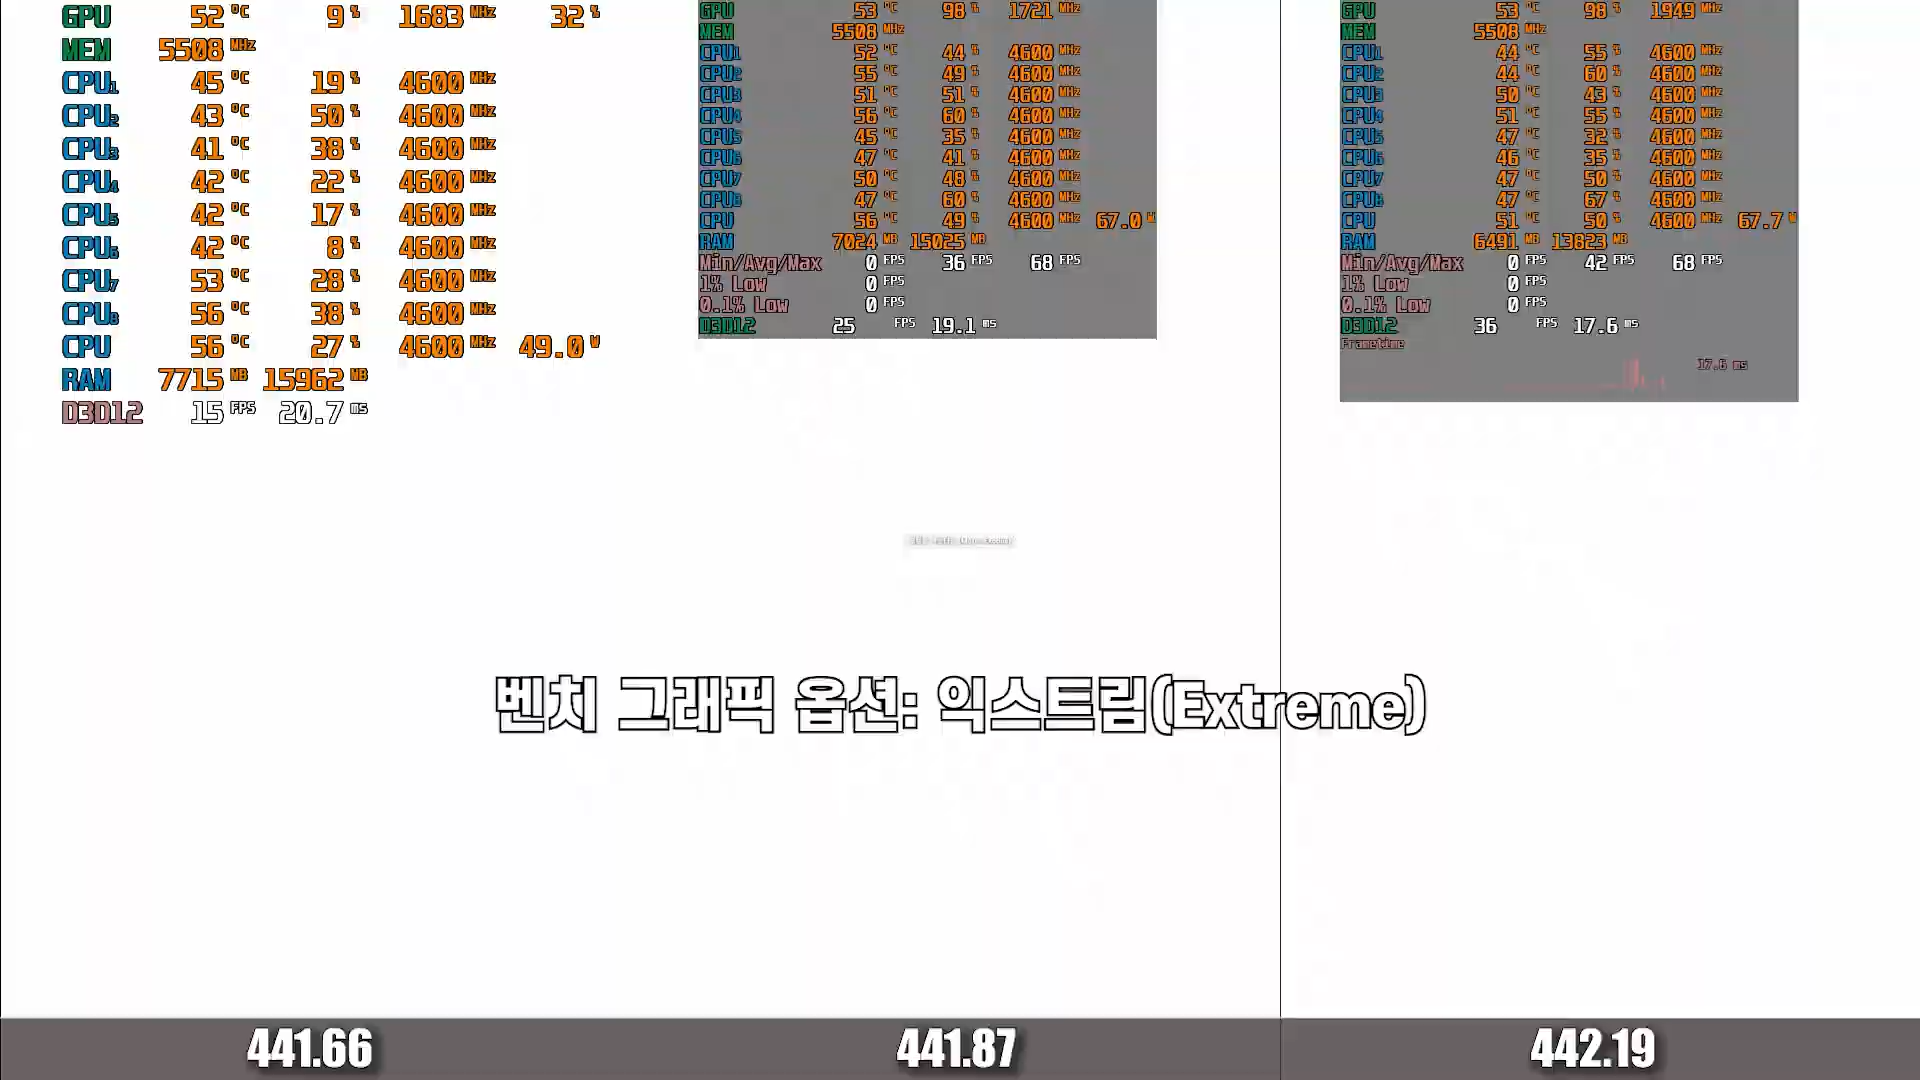 GPU 52 °C 9 % 1683 MHz 32 %
MEM 5508 MHz
CPU1 45 °C 19 % 4600 MHz
CPU2 43 °C 50 % 4600 MHz
CPU3 41 °C 38 % 4600 MHz
CPU4 42 °C 22 % 4600 MHz
CPU5 42 °C 17 % 4600 MHz
CPU6 42 °C 8 % 4600 MHz
CPU7 53 °C 28 % 4600 MHz
CPU8 56 °C 38 % 4600 MHz
CPU 56 °C 27 % 4600 MHz 49.0 W
RAM 7715 MB 15962 MB
D3D12 15 FPS 20.7 ms
GPU 53 °C 98 % 1721 MHz
MEM 5508 MHz
CPU1 52 °C 44 % 4600 MHz
CPU2 55 °C 49 % 4600 MHz
CPU3 51 °C 51 % 4600 MHz
CPU4 56 °C 60 % 4600 MHz
CPU5 45 °C 35 % 4600 MHz
CPU6 47 °C 41 % 4600 MHz
CPU7 50 °C 48 % 4600 MHz
CPU8 47 °C 60 % 4600 MHz
CPU 56 °C 49 % 4600 MHz 67.0 W
RAM 7024 MB 15025 MB
Min/Avg/Max 0 FPS 36 FPS 68 FPS
1% Low 0 FPS
0.1% Low 0 FPS
D3D12 25 FPS 19.1 ms
GPU 53 °C 98 % 1949 MHz
MEM 5508 MHz
CPU1 44 °C 55 % 4600 MHz
CPU2 44 °C 60 % 4600 MHz
CPU3 50 °C 43 % 4600 MHz
CPU4 51 °C 55 % 4600 MHz
CPU5 47 °C 32 % 4600 MHz
CPU6 46 °C 35 % 4600 MHz
CPU7 47 °C 50 % 4600 MHz
CPU8 47 °C 67 % 4600 MHz
CPU 51 °C 50 % 4600 MHz 67.7 W
RAM 6491 MB 13823 MB
Min/Avg/Max 0 FPS 42 FPS 68 FPS
1% Low 0 FPS
0.1% Low 0 FPS
D3D12 36 FPS 17.6 ms
Frametime
17.6 ms
벤치 그래픽 옵션: 익스트림(Extreme)
441.66
441.87
442.19